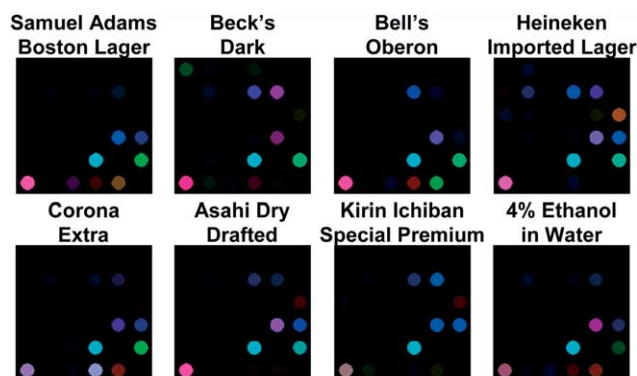 Samuel Adams
Boston Lager
Beck's
Dark
Bell's
Oberon
Heineken
Imported Lager
Corona
Extra
Asahi Dry
Drafted
Kirin Ichiban
Special Premium
4% Ethanol
in Water